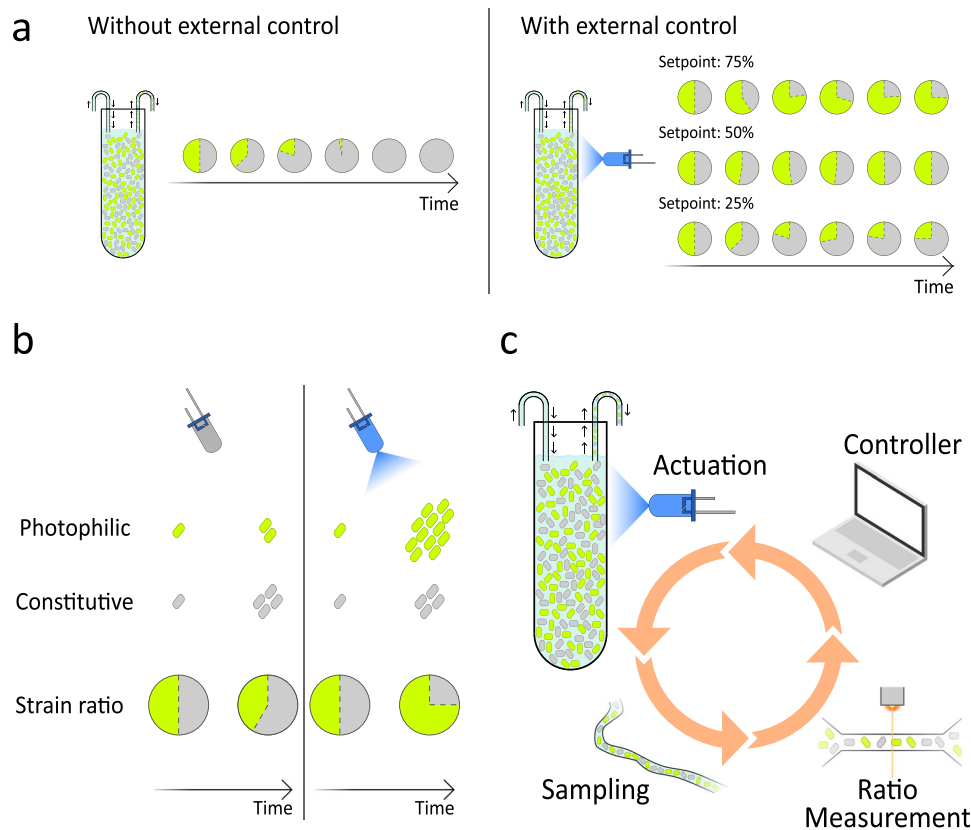 a
Without external control
Time
With external control
Setpoint: 75%
Setpoint: 50%
Setpoint: 25%
Time
b
Photophilic
Constitutive
Strain ratio
Time
Time
c
Actuation
Controller
Sampling
Ratio
Measurement